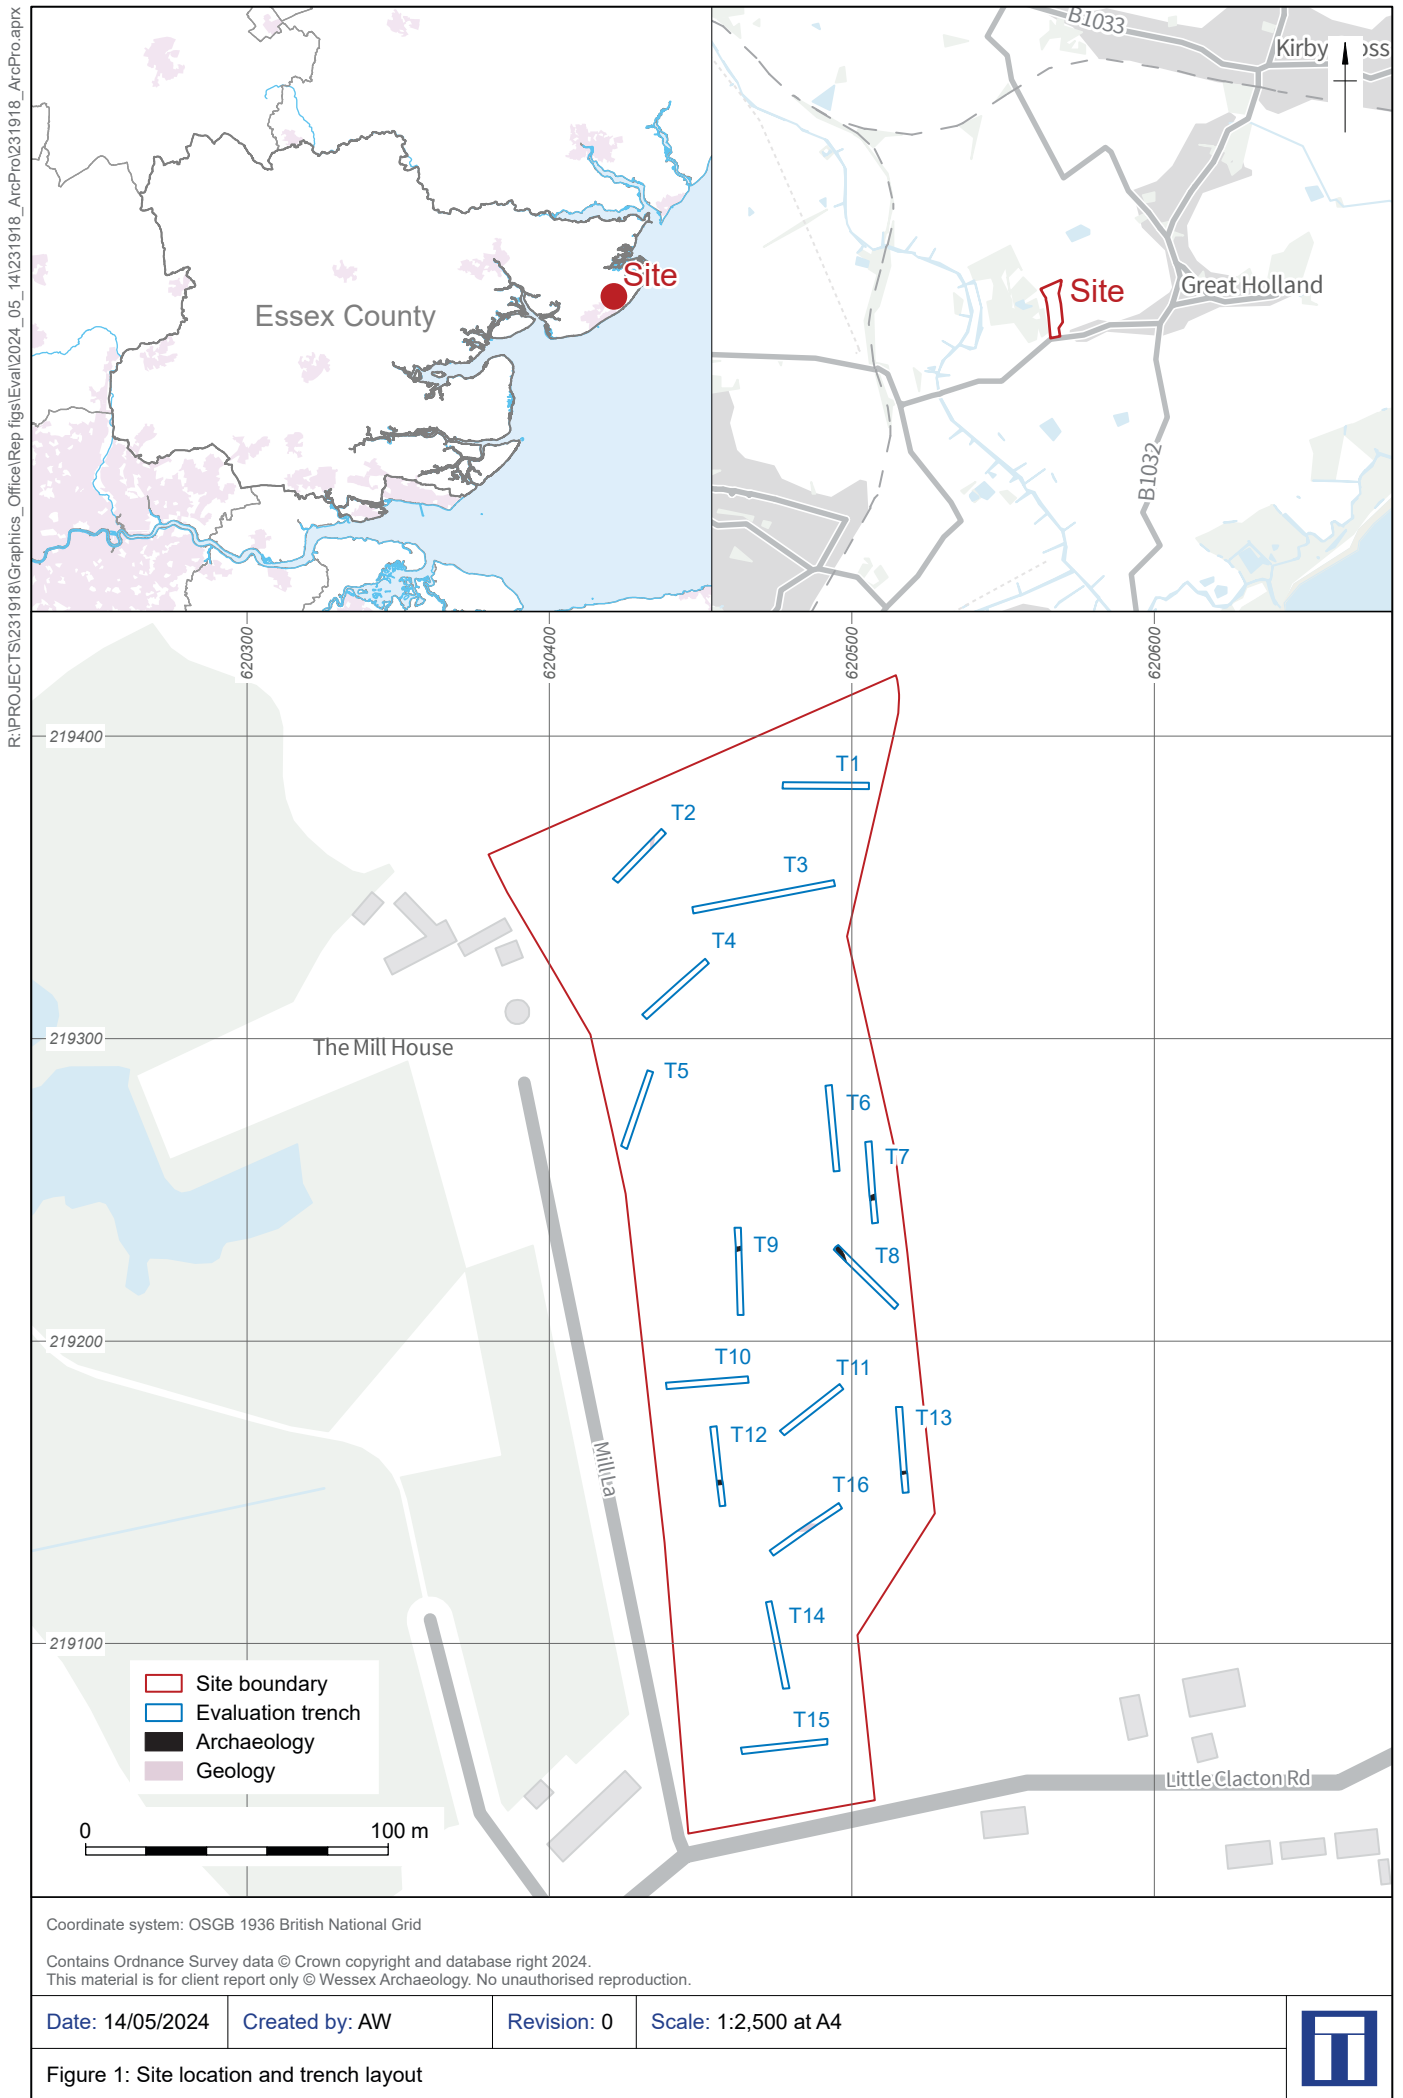 R:\PROJECTS\231918\Graphics_Office\Rep figs\Eval\2024_05_14\231918_ArcPro\231918_ArcPro.aprx
Essex County
Site
B1033
Great Holland
Site
B1032
620300
620400
620500
620600
219400
219300
219200
219100
T1
T2
T3
T4
T5
T6
T7
T8
T9
T10
T11
T12
T13
T16
T14
T15
The Mill House
Mill La
Little Clacton Rd
Site boundary
Evaluation trench
Archaeology
Geology
0 100 m
Coordinate system: OSGB 1936 British National Grid
Contains Ordnance Survey data © Crown copyright and database right 2024.
This material is for client report only © Wessex Archaeology. No unauthorised reproduction.
Date: 14/05/2024 Created by: AW Revision: 0 Scale: 1:2,500 at A4
Figure 1: Site location and trench layout